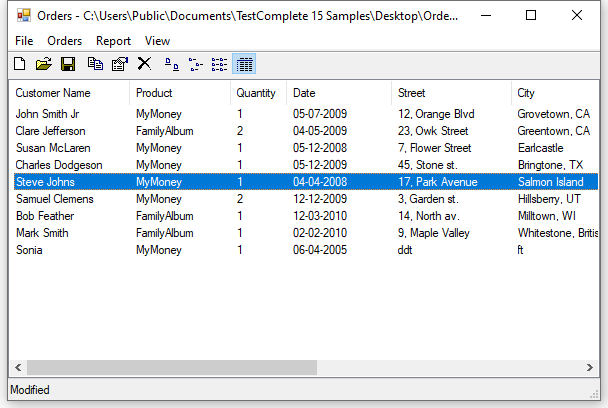 Orders - C:\Users\Public\Documents\TestComplete 15 Samples\Desktop\Orde...
File Orders Report View
Customer Name Product Quantity Date Street City
John Smith Jr MyMoney 1 05-07-2009 12, Orange Blvd Grovetown, CA
Clare Jefferson FamilyAlbum 2 04-05-2009 23, Owk Street Greentown, CA
Susan McLaren MyMoney 1 05-12-2008 7, Flower Street Earlcastle
Charles Dodgeson MyMoney 1 05-12-2009 45, Stone st. Bringtone, TX
Steve Johns MyMoney 1 04-04-2008 17, Park Avenue Salmon Island
Samuel Clemens MyMoney 2 12-12-2009 3, Garden st. Hillsberry, UT
Bob Feather FamilyAlbum 1 12-03-2010 14, North av. Milltown, WI
Mark Smith FamilyAlbum 1 02-02-2010 9, Maple Valley Whitestone, Britis
Sonia MyMoney 1 06-04-2005 ddt ft
Modified